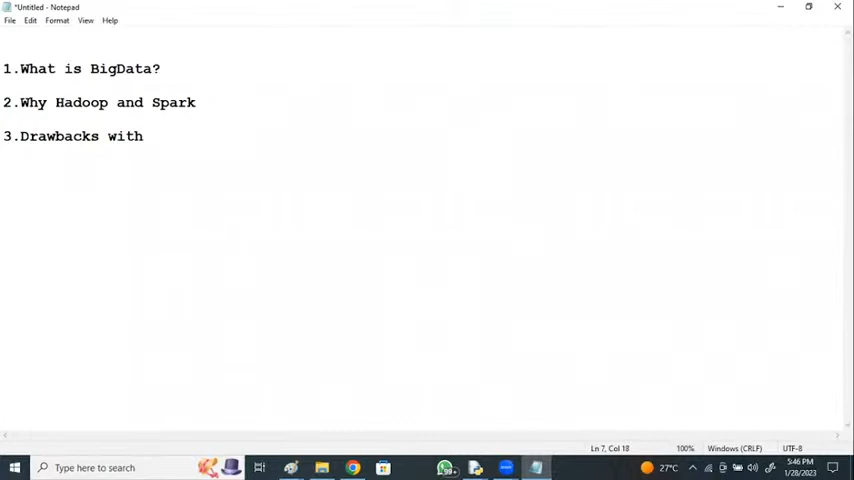 *Untitled - Notepad
File Edit Format View Help
1.What is BigData?
2.Why Hadoop and Spark
3.Drawbacks with
Ln 7, Col 18 100% Windows (CRLF) UTF-8
Type here to search
99+
27°C
5:46 PM
1/28/2023